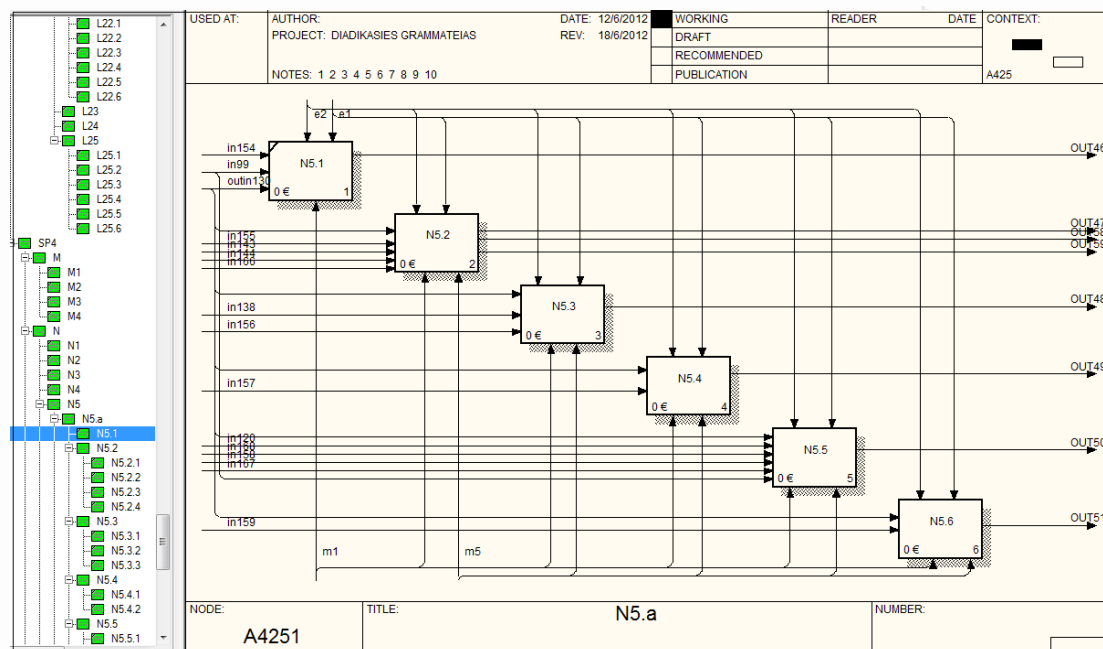 L22.1
L22.2
L22.3
L22.4
L22.5
L22.6
L23
L24
L25
L25.1
L25.2
L25.3
L25.4
L25.5
L25.6
SP4
M
M1
M2
M3
M4
N
N1
N2
N3
N4
N5
N5.a
N5.1
N5.2
N5.2.1
N5.2.2
N5.2.3
N5.2.4
N5.3
N5.3.1
N5.3.2
N5.3.3
N5.4
N5.4.1
N5.4.2
N5.5
N5.5.1
USED AT:
AUTHOR:
DATE: 12/6/2012
PROJECT: DIADIKASIES GRAMMATEIAS
REV: 18/6/2012
NOTES: 1 2 3 4 5 6 7 8 9 10
WORKING
DRAFT
RECOMMENDED
PUBLICATION
READER DATE
CONTEXT:
A425
e2 e1
in154
in99
outin130
N5.1
0 € 1
OUT46
in155
in143
in144
in166
N5.2
0 € 2
OUT47
OUT58
OUT59
in138
in156
N5.3
0 € 3
OUT48
in157
N5.4
0 € 4
OUT49
in120
in167
N5.5
0 € 5
OUT50
in159
N5.6
0 € 6
OUT51
m1
m5
NODE:
A4251
TITLE:
N5.a
NUMBER: